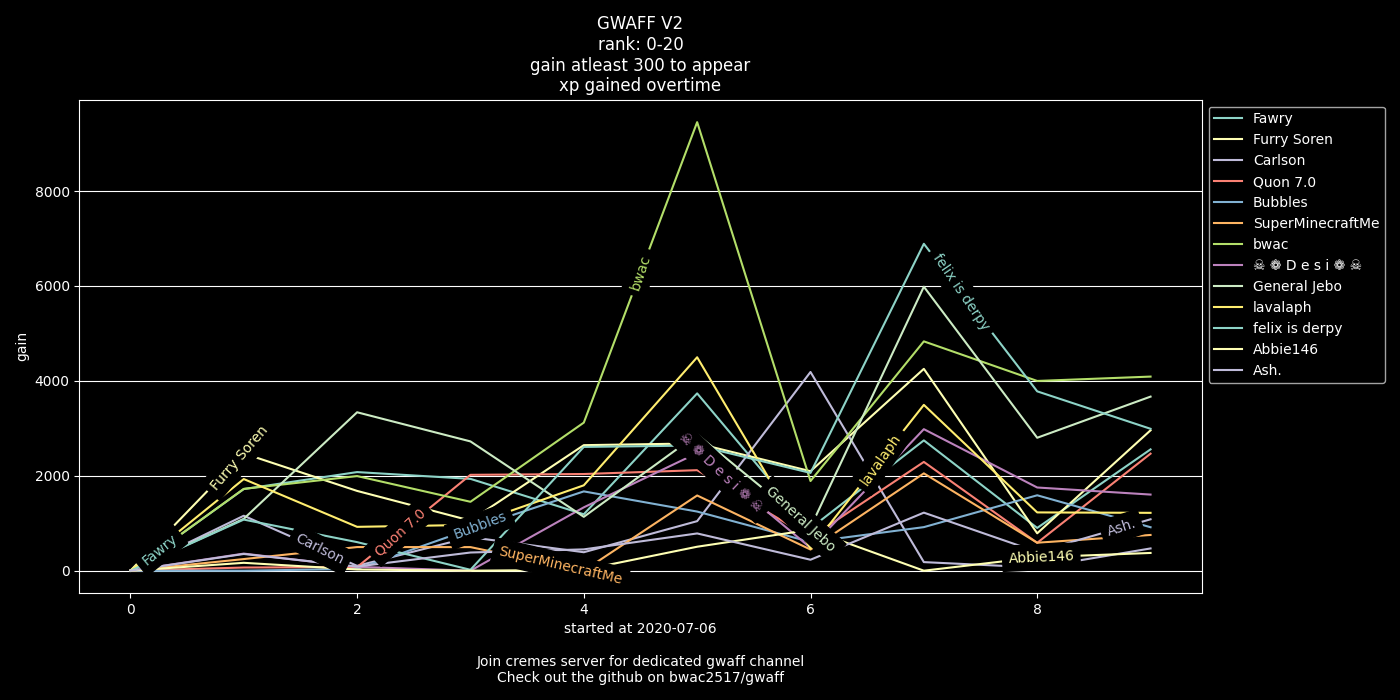 GWAFF V2
rank: 0-20
gain atleast 300 to appear
xp gained overtime
gain
8000
6000
4000
2000
0
0 2 4 6 8
Fawry
Furry Soren
Carlson
Quon 7.0
Bubbles
SuperMinecraftMe
bwac
☠ ❁ D e s i ❁ ☠
General Jebo
lavalaph
felix is derpy
Abbie146
Ash.
Fawry
Furry Soren
Carlson
Quon 7.0
Bubbles
SuperMinecraftMe
bwac
☠ ❁ D e s i ❁ ☠
General Jebo
lavalaph
felix is derpy
Abbie146
Ash.
started at 2020-07-06
Join cremes server for dedicated gwaff channel
Check out the github on bwac2517/gwaff